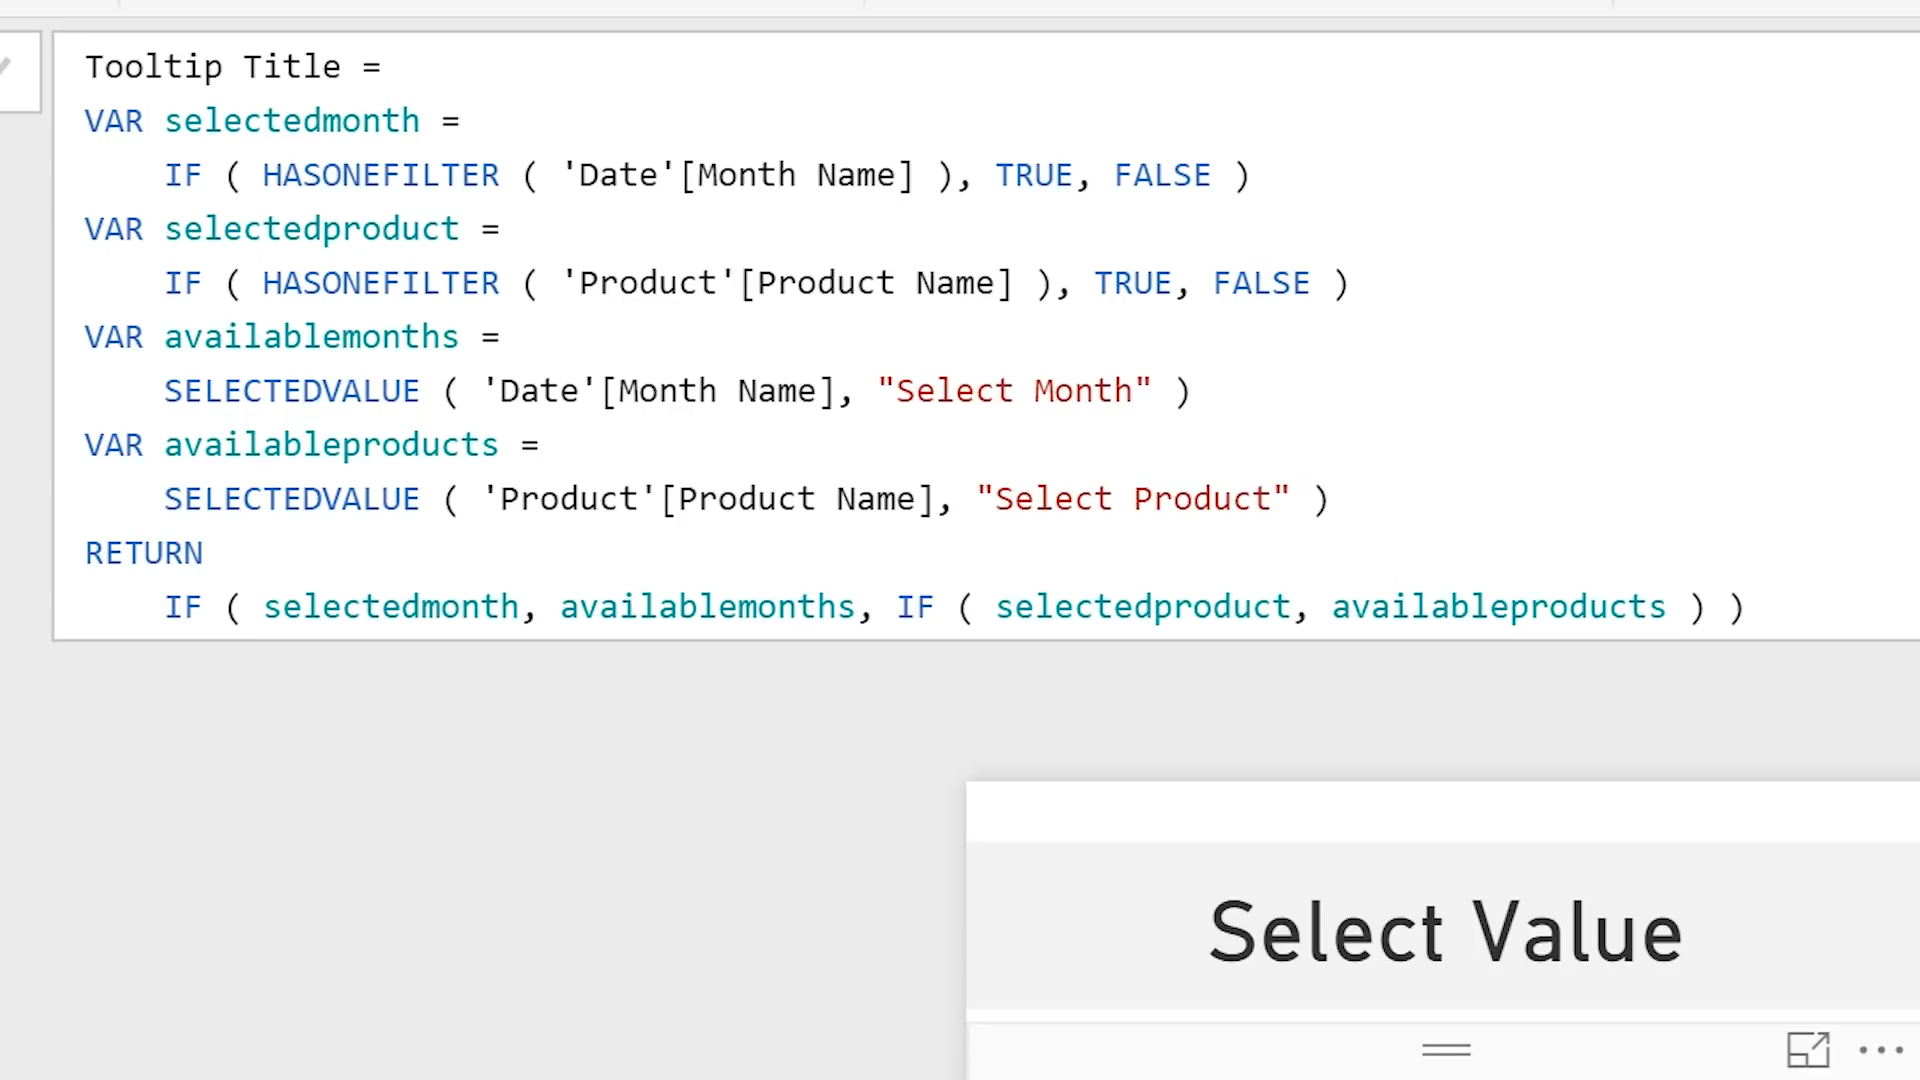 Tooltip Title =
VAR selectedmonth =
IF ( HASONEFILTER ( 'Date'[Month Name] ), TRUE, FALSE )
VAR selectedproduct =
IF ( HASONEFILTER ( 'Product'[Product Name] ), TRUE, FALSE )
VAR availablemonths =
SELECTEDVALUE ( 'Date'[Month Name], "Select Month" )
VAR availableproducts =
SELECTEDVALUE ( 'Product'[Product Name], "Select Product" )
RETURN
IF ( selectedmonth, availablemonths, IF ( selectedproduct, availableproducts ) )
Select Value